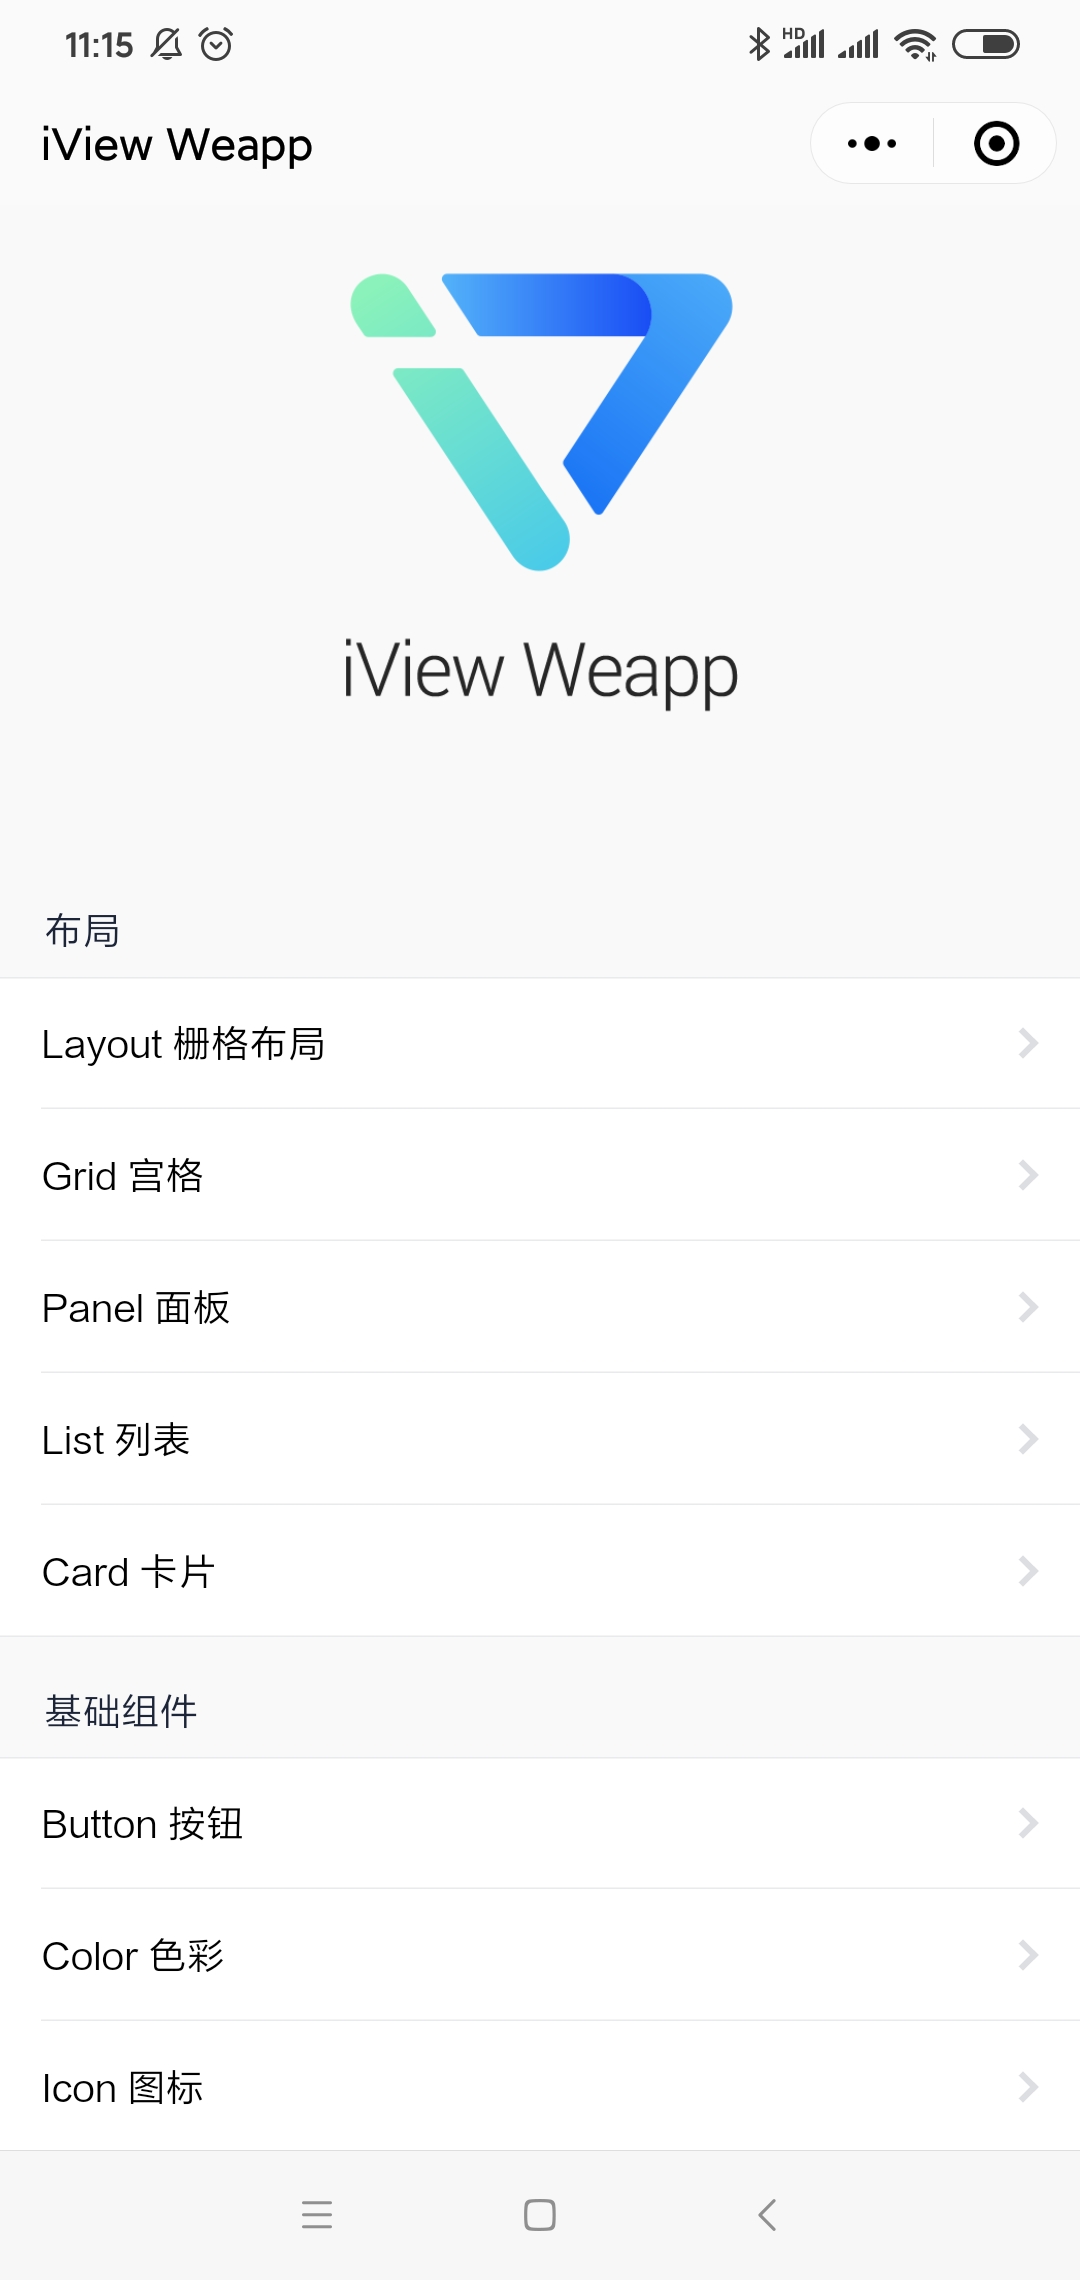 11:15
HD
iView Weapp
iView Weapp
布局
Layout 栅格布局
Grid 宫格
Panel 面板
List 列表
Card 卡片
基础组件
Button 按钮
Color 色彩
Icon 图标